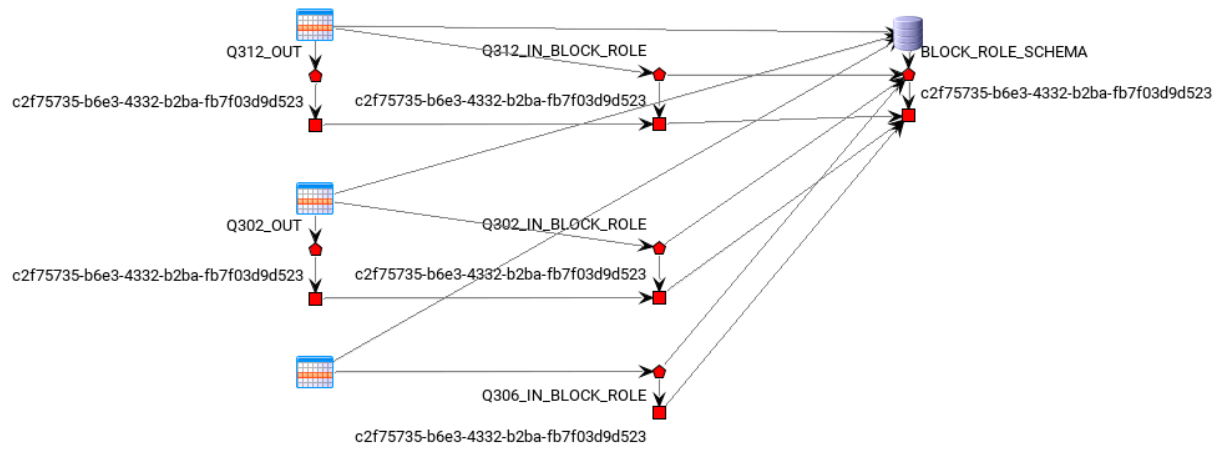 Q312_OUT
Q312_IN_BLOCK_ROLE
BLOCK_ROLE_SCHEMA
c2f75735-b6e3-4332-b2ba-fb7f03d9d523
c2f75735-b6e3-4332-b2ba-fb7f03d9d523
c2f75735-b6e3-4332-b2ba-fb7f03d9d523
Q302_OUT
Q302_IN_BLOCK_ROLE
c2f75735-b6e3-4332-b2ba-fb7f03d9d523
c2f75735-b6e3-4332-b2ba-fb7f03d9d523
Q306_IN_BLOCK_ROLE
c2f75735-b6e3-4332-b2ba-fb7f03d9d523